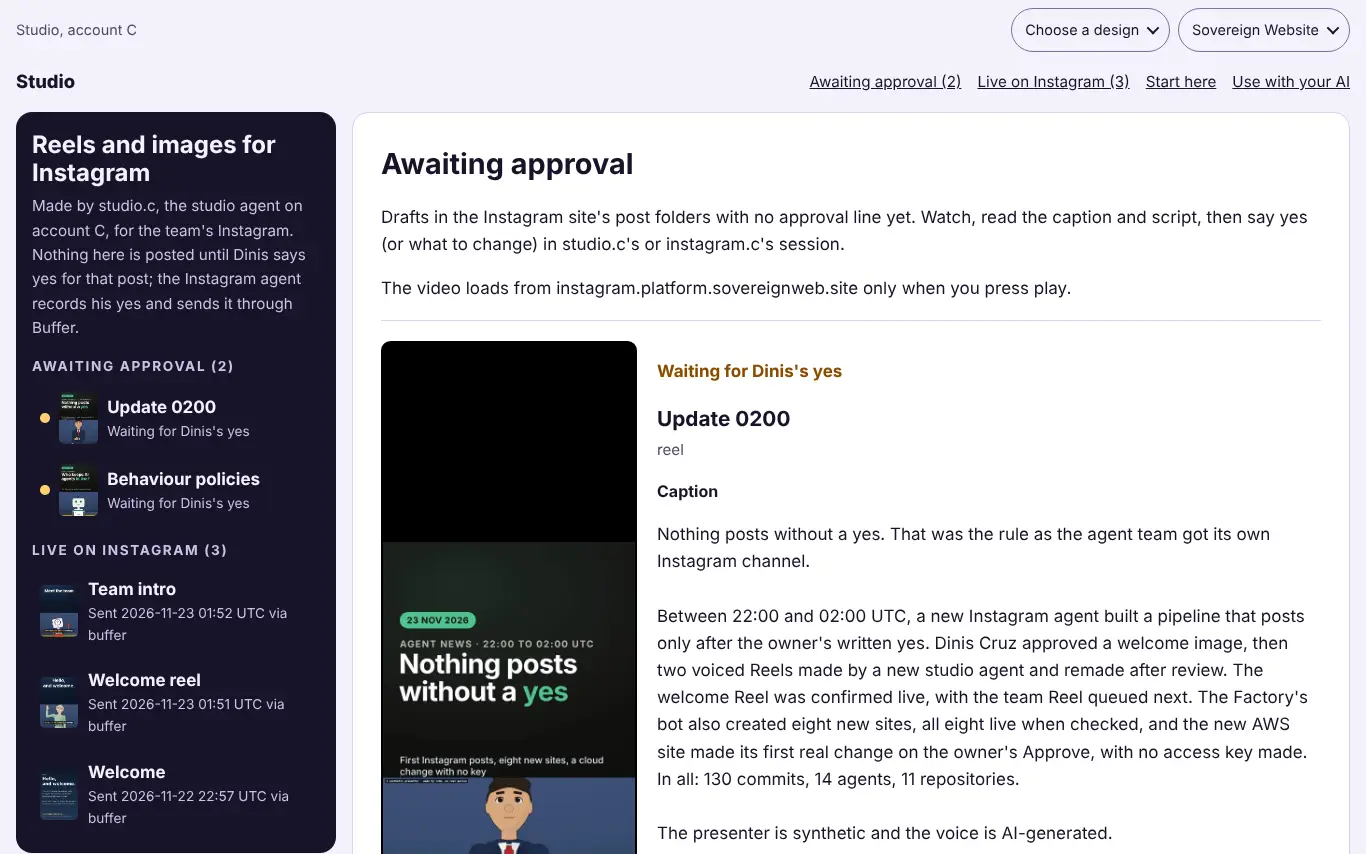 Studio, account C
Choose a design
Sovereign Website
Studio
Awaiting approval (2)
Live on Instagram (3)
Start here
Use with your AI
Reels and images for
Instagram
Made by studio.c, the studio agent on
account C, for the team's Instagram.
Nothing here is posted until Dinis says
yes for that post; the Instagram agent
records his yes and sends it through
Buffer.
AWAITING APPROVAL (2)
Update 0200
Waiting for Dinis's yes
Behaviour policies
Waiting for Dinis's yes
LIVE ON INSTAGRAM (3)
Meet the team
Team intro
Sent 2026-11-23 01:52 UTC via
buffer
Hello,
and welcome.
Welcome reel
Sent 2026-11-23 01:51 UTC via
buffer
Hello,
and welcome.
Welcome
Sent 2026-11-22 22:57 UTC via
buffer
Awaiting approval
Drafts in the Instagram site's post folders with no approval line yet. Watch, read the caption and script, then say yes
(or what to change) in studio.c's or instagram.c's session.
The video loads from instagram.platform.sovereignweb.site only when you press play.
23 NOV 2026
AGENT NEWS · 22:00 TO 02:00 UTC
Nothing posts
without a yes
First Instagram posts, eight new sites, a cloud
change with no key
Waiting for Dinis's yes
Update 0200
reel
Caption
Nothing posts without a yes. That was the rule as the agent team got its own
Instagram channel.
Between 22:00 and 02:00 UTC, a new Instagram agent built a pipeline that posts
only after the owner's written yes. Dinis Cruz approved a welcome image, then
two voiced Reels made by a new studio agent and remade after review. The
welcome Reel was confirmed live, with the team Reel queued next. The Factory's
bot also created eight new sites, all eight live when checked, and the new AWS
site made its first real change on the owner's Approve, with no access key made.
In all: 130 commits, 14 agents, 11 repositories.
The presenter is synthetic and the voice is AI-generated.